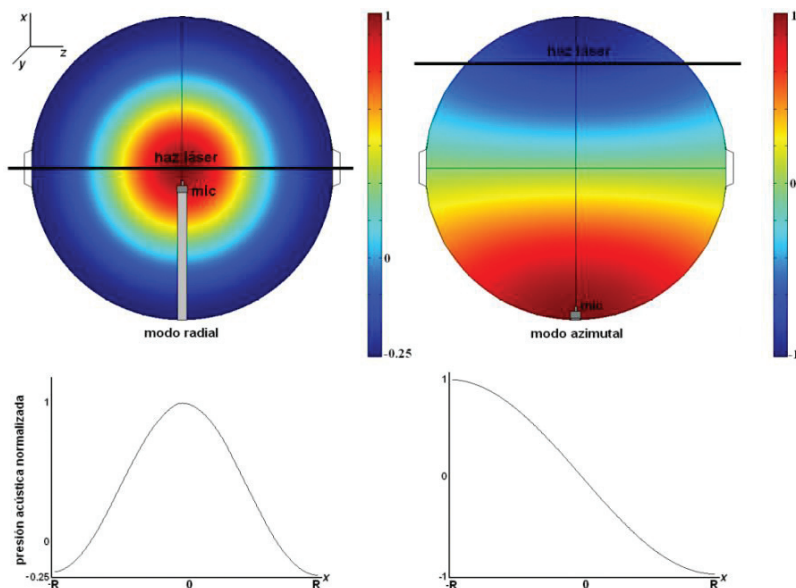 x
z
y
haz láser
mic
modo radial
1
0
-0.25
haz láser
mic
modo azimutal
1
0
-1
presión acústica normalizada
1
0
-0.25
-R
0
R
x
1
0
-1
-R
0
R
x